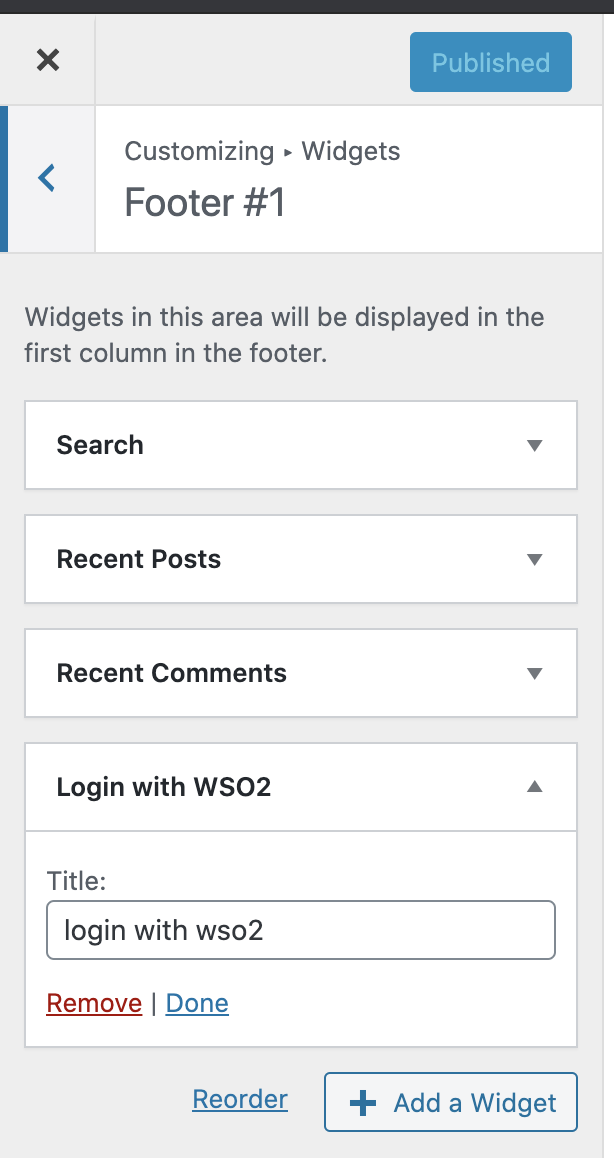 Published
Customizing ▸ Widgets
Footer #1
Widgets in this area will be displayed in the
first column in the footer.
Search
Recent Posts
Recent Comments
Login with WSO2
Title:
login with wso2
Remove | Done
Reorder
Add a Widget